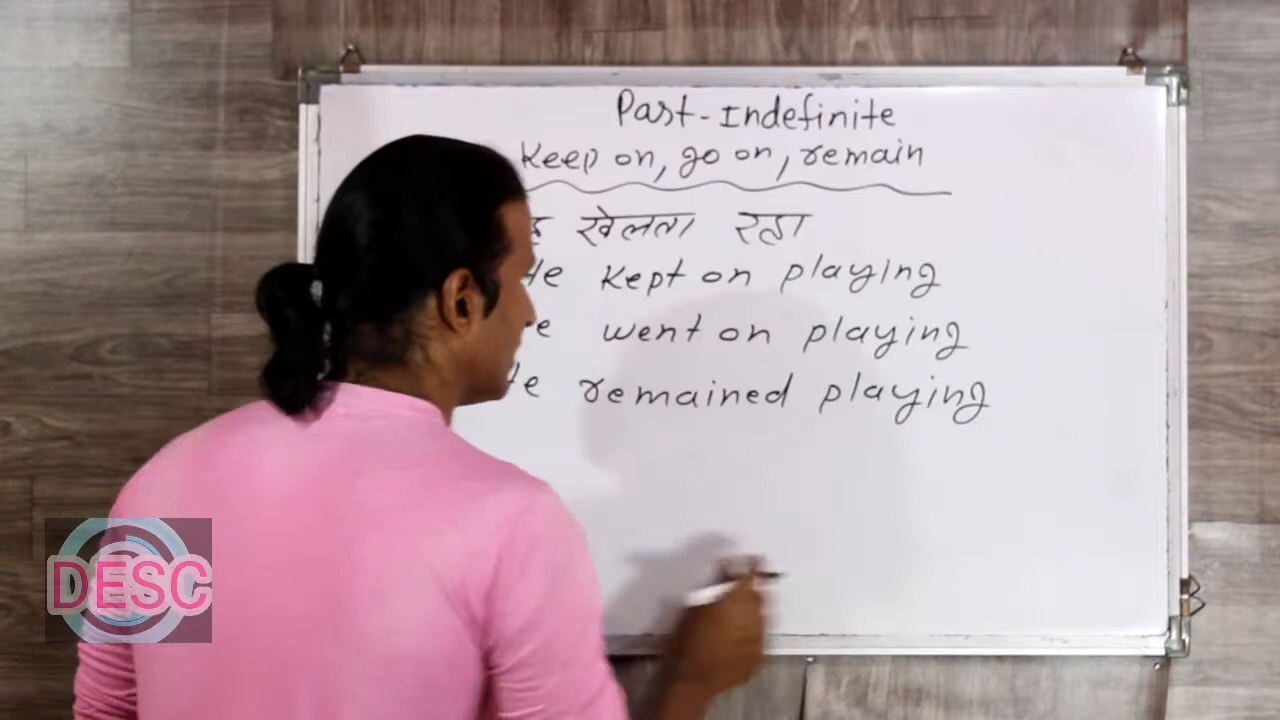 Past-Indefinite
Keep on, go on, remain
खेलता रहा
He kept on playing
went on playing
He remained playing
DESC